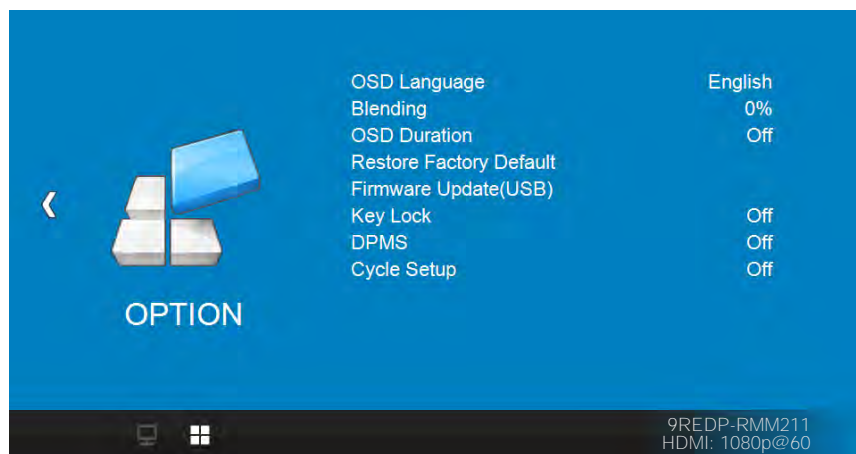 OSD Language English
Blending 0%
OSD Duration Off
Restore Factory Default
Firmware Update(USB)
Key Lock Off
DPMS Off
Cycle Setup Off
OPTION
9REDP-RMM211
HDMI: 1080p@60